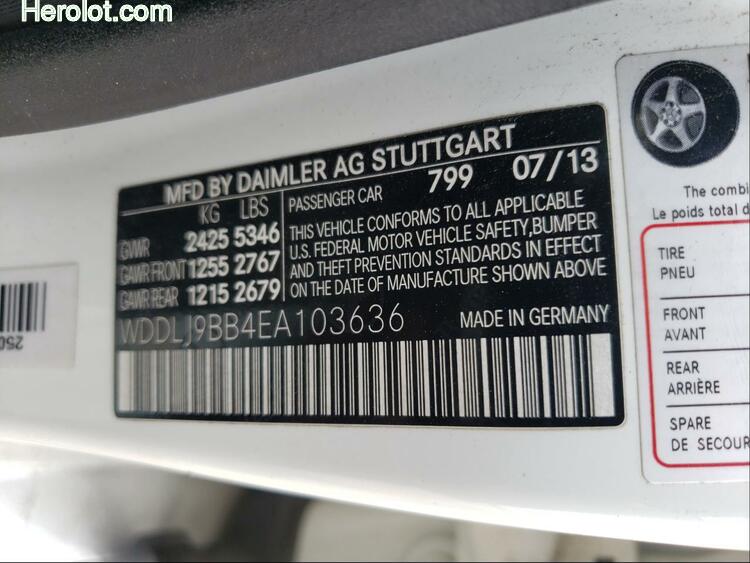 Herolot.com
MFD BY DAIMLER AG STUTTGART
KG LBS
GVWR 2425 5346
GAWR FRONT 1255 2767
GAWR REAR 1215 2679
PASSENGER CAR 799 07/13
THIS VEHICLE CONFORMS TO ALL APPLICABLE
U.S. FEDERAL MOTOR VEHICLE SAFETY, BUMPER
AND THEFT PREVENTION STANDARDS IN EFFECT
ON THE DATE OF MANUFACTURE SHOWN ABOVE
WDDLJ9BB4EA103636 MADE IN GERMANY
250
The combi
Le poids total d
TIRE
PNEU
FRONT
AVANT
REAR
ARRIÈRE
SPARE
DE SECOUR